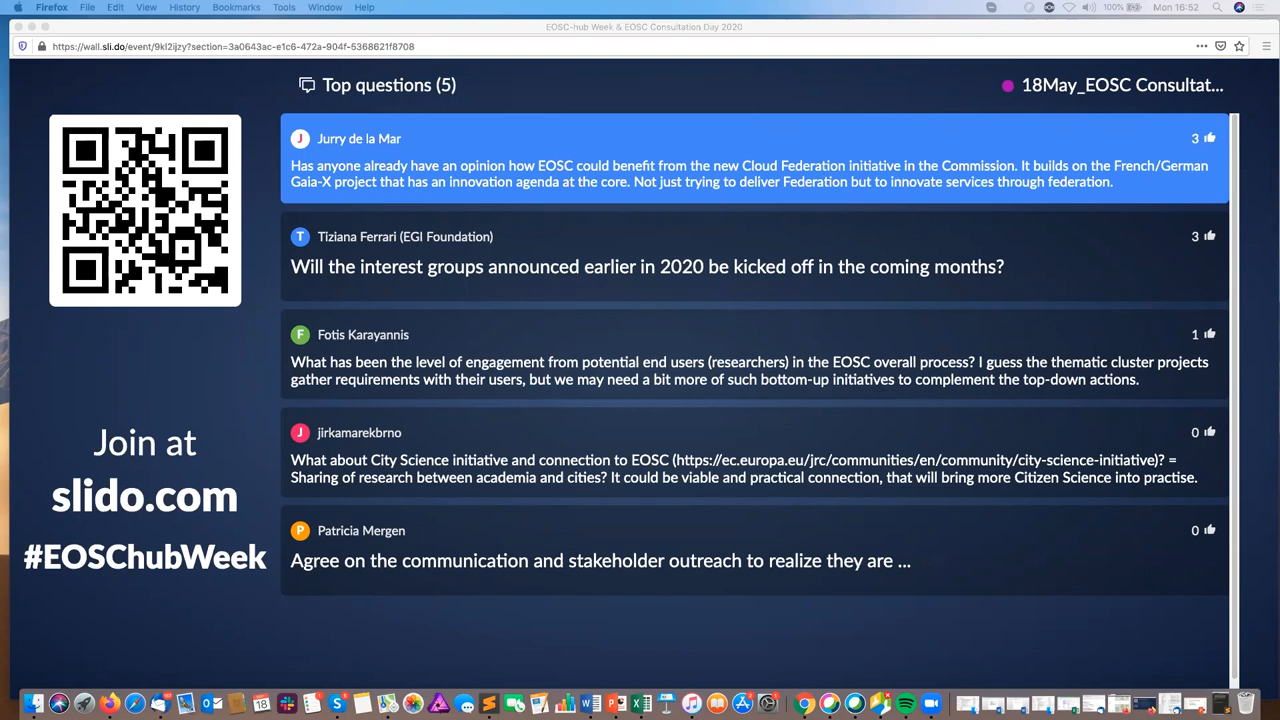 Firefox File Edit View History Bookmarks Tools Window Help 100% Mon 16:52
EOSC-hub Week & EOSC Consultation Day 2020
https://wall.sli.do/event/9kl2ijzy?section=3a0643ac-e1c6-472a-904f-5368621f8708
Top questions (5)
18May_EOSC Consultat...
J Jurry de la Mar 3
Has anyone already have an opinion how EOSC could benefit from the new Cloud Federation initiative in the Commission. It builds on the French/German
Gaia-X project that has an innovation agenda at the core. Not just trying to deliver Federation but to innovate services through federation.
T Tiziana Ferrari (EGI Foundation) 3
Will the interest groups announced earlier in 2020 be kicked off in the coming months?
F Fotis Karayannis 1
What has been the level of engagement from potential end users (researchers) in the EOSC overall process? I guess the thematic cluster projects
gather requirements with their users, but we may need a bit more of such bottom-up initiatives to complement the top-down actions.
J jirkamarekbrno 0
What about City Science initiative and connection to EOSC (https://ec.europa.eu/jrc/communities/en/community/city-science-initiative)? =
Sharing of research between academia and cities? It could be viable and practical connection, that will bring more Citizen Science into practise.
P Patricia Mergen 0
Agree on the communication and stakeholder outreach to realize they are ...
Join at
slido.com
#EOSChubWeek
18